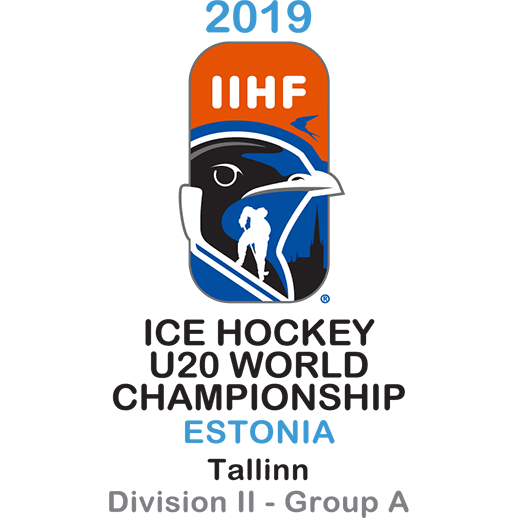 2019
IIHF
®
ICE HOCKEY
U20 WORLD
CHAMPIONSHIP
ESTONIA
Tallinn
Division II - Group A